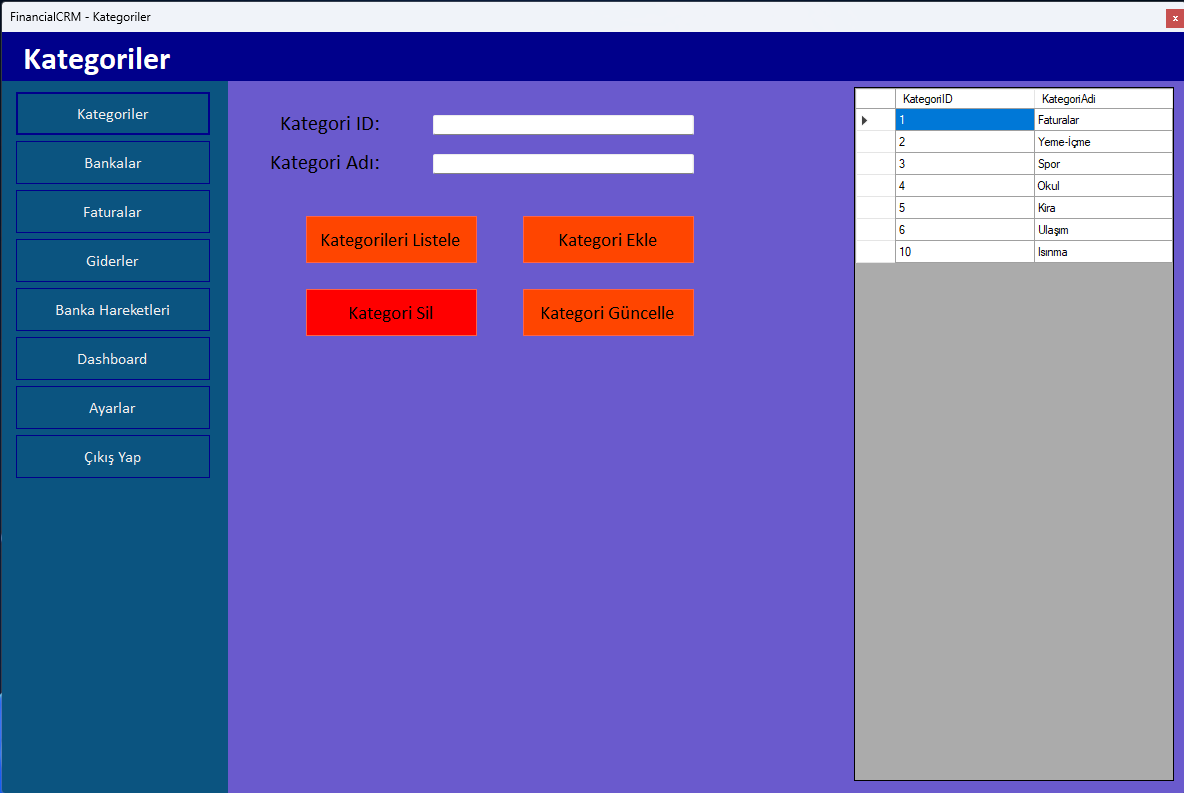 FinancialCRM - Kategoriler
x
Kategoriler
Kategoriler
Bankalar
Faturalar
Giderler
Banka Hareketleri
Dashboard
Ayarlar
Çıkış Yap
Kategori ID:
Kategori Adı:
Kategorileri Listele
Kategori Ekle
Kategori Sil
Kategori Güncelle
KategoriID KategoriAdi
1 Faturalar
2 Yeme-İçme
3 Spor
4 Okul
5 Kira
6 Ulaşım
10 Isınma